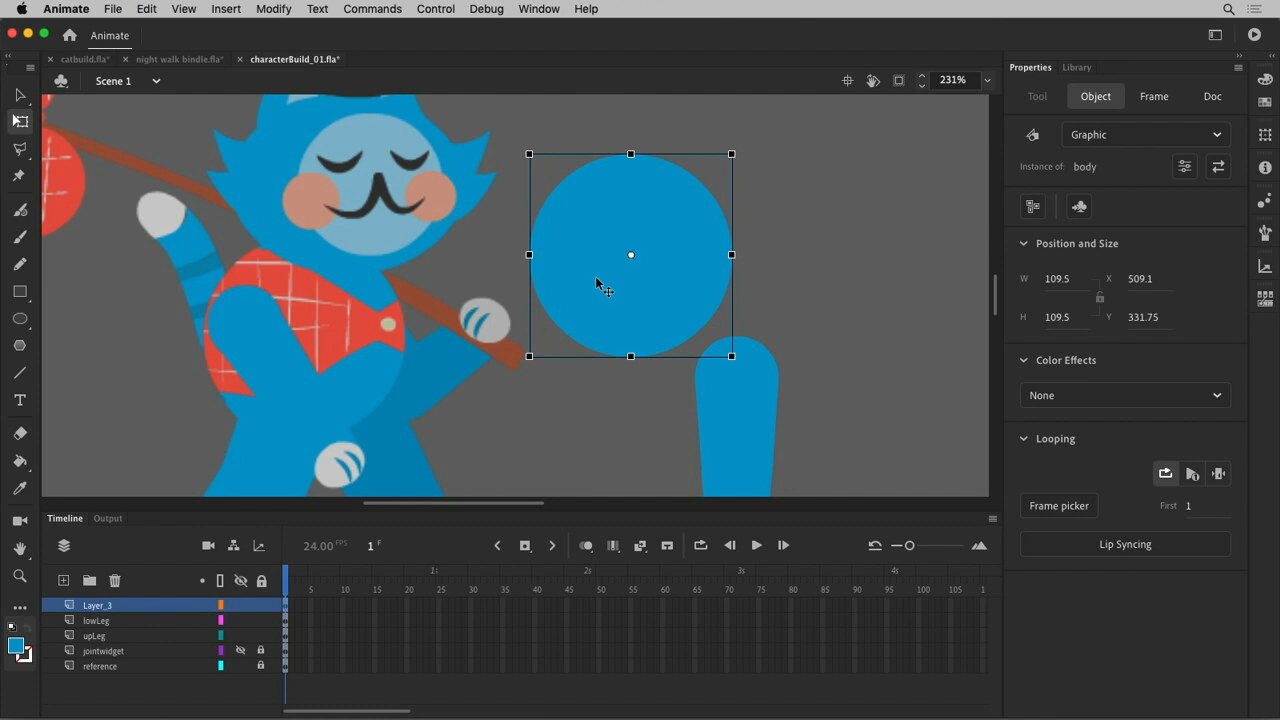 Animate File Edit View Insert Modify Text Commands Control Debug Window Help
Animate
catbuild.fla* night walk bindle.fla* characterBuild_01.fla*
Scene 1 231%
Properties Library
Tool Object Frame Doc
Graphic
Instance of: body
Position and Size
W 109.5 X 509.1
H 109.5 Y 331.75
Color Effects
None
Looping
Frame picker First 1
Lip Syncing
Timeline Output
24.00 FPS 1 F
1s 2s 3s 4s
5 10 15 20 25 30 35 40 45 50 55 60 65 70 75 80 85 90 95 100 105 1
Layer_3
lowLeg
upLeg
jointwidget
reference